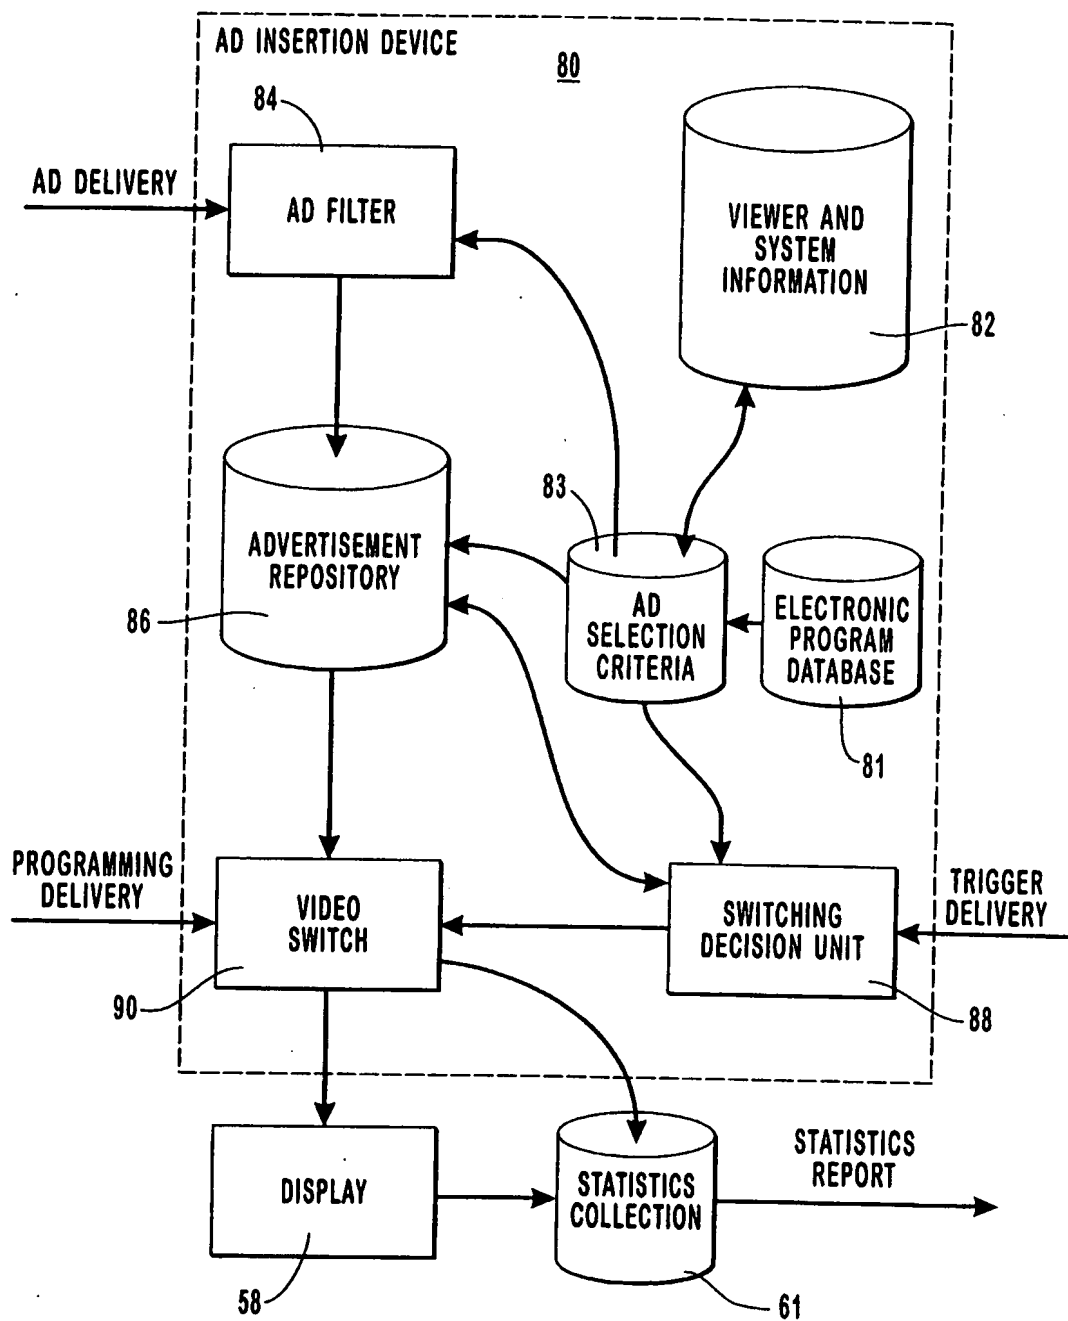 AD INSERTION DEVICE
80
84
AD DELIVERY
AD FILTER
VIEWER AND
SYSTEM
INFORMATION
82
83
ADVERTISEMENT
REPOSITORY
86
AD
SELECTION
CRITERIA
ELECTRONIC
PROGRAM
DATABASE
81
PROGRAMMING
DELIVERY
VIDEO
SWITCH
90
SWITCHING
DECISION UNIT
88
TRIGGER
DELIVERY
DISPLAY
58
STATISTICS
COLLECTION
61
STATISTICS
REPORT